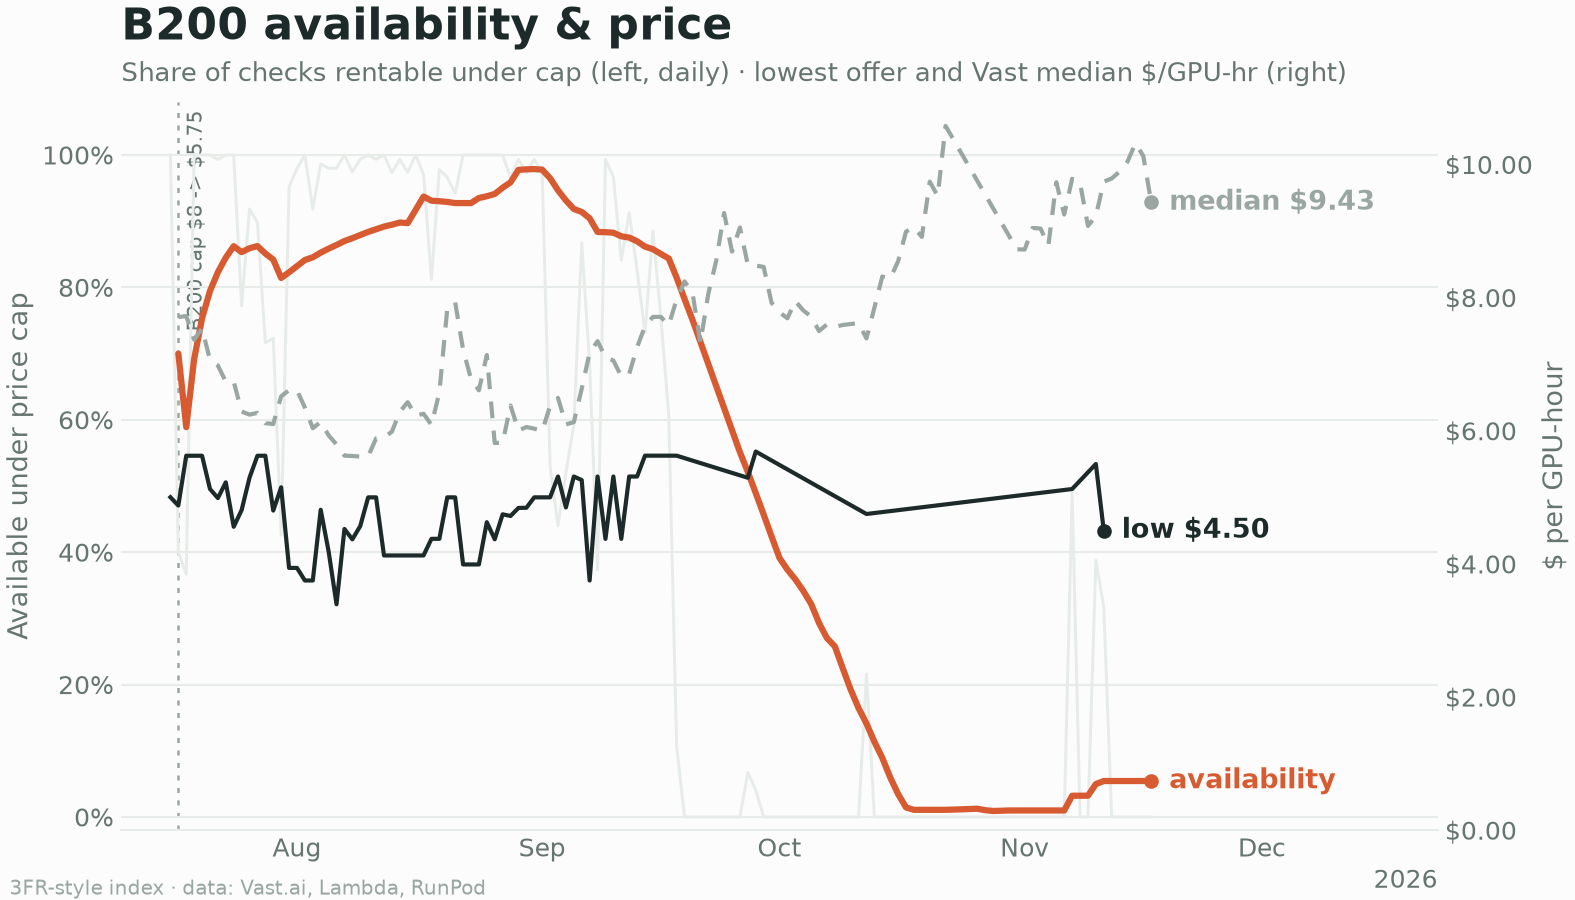 B200 availability & price
Share of checks rentable under cap (left, daily) · lowest offer and Vast median $/GPU-hr (right)
B200 cap $8 -> $5.75
100%
80%
60%
40%
20%
0%
Available under price cap
$10.00
$8.00
$6.00
$4.00
$2.00
$0.00
$ per GPU-hour
median $9.43
low $4.50
availability
Aug
Sep
Oct
Nov
Dec
2026
3FR-style index · data: Vast.ai, Lambda, RunPod